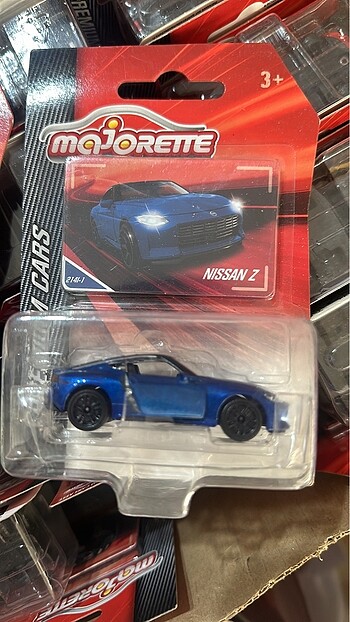 3+
MAJORETTE
214I-1
NISSAN Z
CARS
MAJORETTE